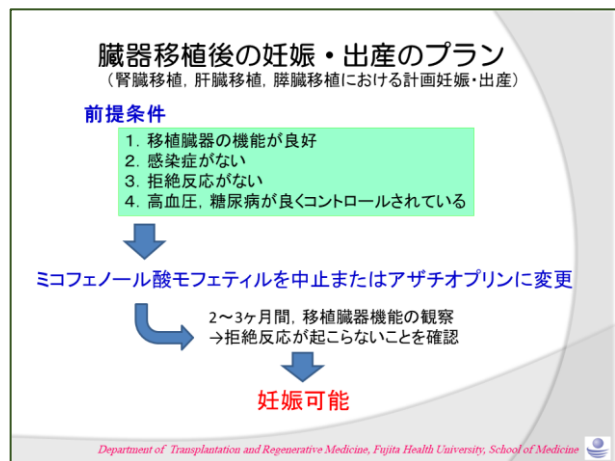 臓器移植後の妊娠・出産のプラン
（腎臓移植, 肝臓移植, 膵臓移植における計画妊娠・出産）
前提条件
1. 移植臓器の機能が良好
2. 感染症がない
3. 拒絶反応がない
4. 高血圧, 糖尿病が良くコントロールされている
ミコフェノール酸モフェティルを中止またはアザチオプリンに変更
2～3ヶ月間, 移植臓器機能の観察
→拒絶反応が起こらないことを確認
妊娠可能
Department of Transplantation and Regenerative Medicine, Fujita Health University, School of Medicine